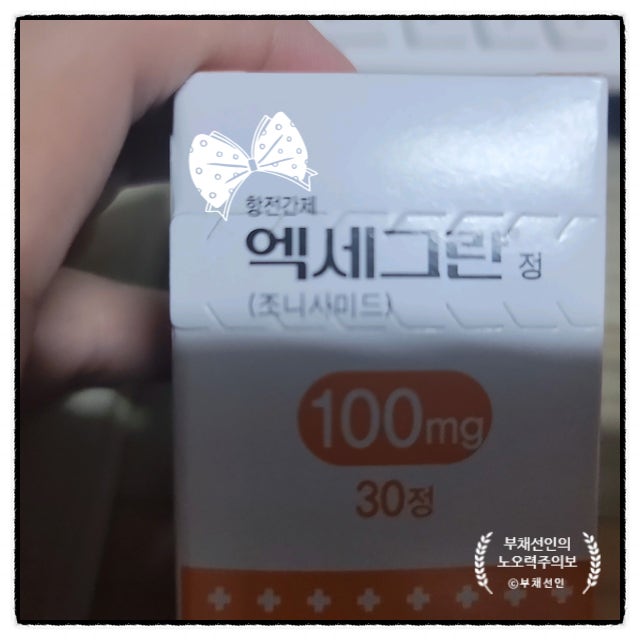 항전간제
엑세그란 정
(조니사미드)
100mg
30정
부채선인의
노오력주의보
©부채선인